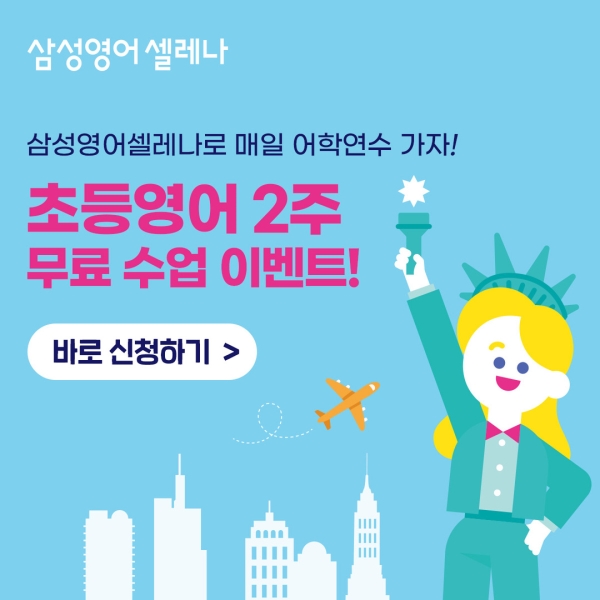 삼성영어 셀레나
삼성영어셀레나로 매일 어학연수 가자!
초등영어 2주
무료 수업 이벤트!
바로 신청하기 >